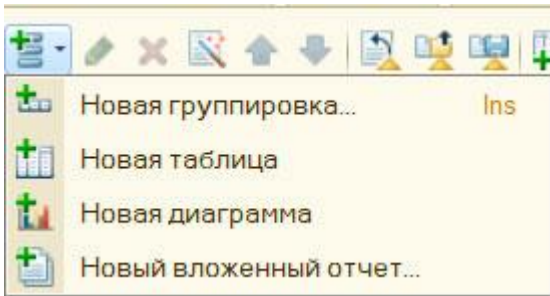 Новая группировка... Ins
Новая таблица
Новая диаграмма
Новый вложенный отчет...